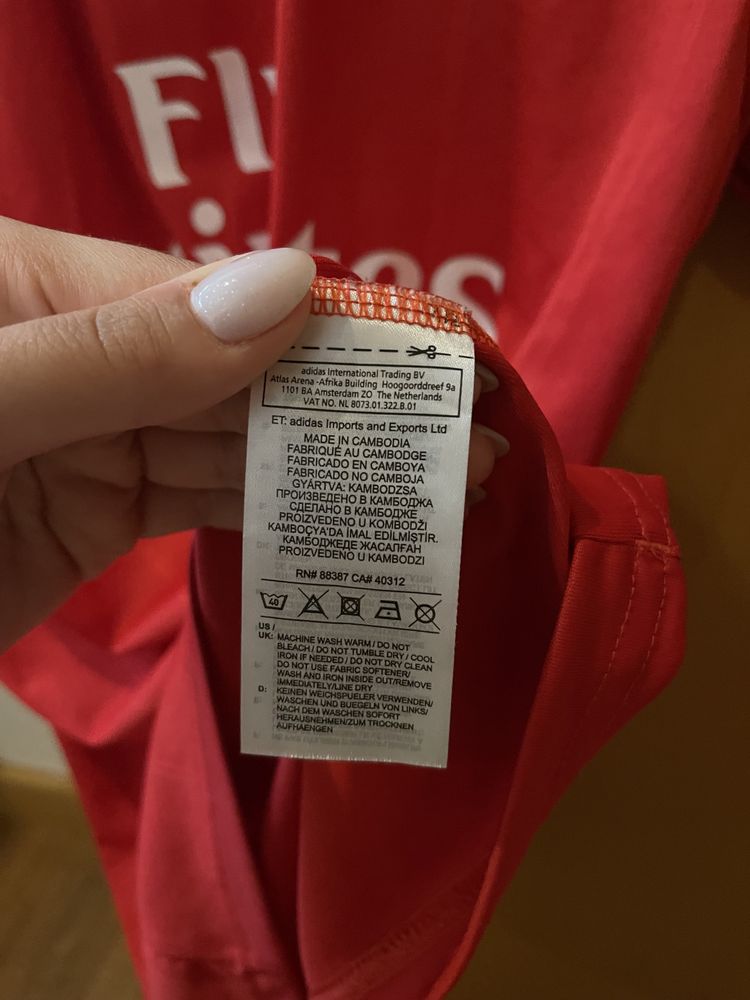 Fl
tes
adidas International Trading BV
Atlas Arena -Afrika Building Hoogoorddreef 9a
1101 BA Amsterdam ZO The Netherlands
VAT NO. NL 8073.01.322.B.01
ET: adidas Imports and Exports Ltd
MADE IN CAMBODIA
FABRIQUÉ AU CAMBODGE
FABRICADO EN CAMBOYA
FABRICADO NO CAMBOJA
GYÁRTVA: KAMBODZSA
ПРОИЗВЕДЕНО В КАМБОДЖА
СДЕЛАНО В КАМБОДЖЕ
PROIZVEDENO U KOMBODŽI
KAMBOÇYA'DA İMAL EDİLMİŞTİR.
КАМБОДЖЕДЕ ЖАСАЛҒАН
PROIZVEDENO U KAMBODZI
RN# 88387 CA# 40312
40
US /
UK: MACHINE WASH WARM / DO NOT
BLEACH / DO NOT TUMBLE DRY / COOL
IRON IF NEEDED / DO NOT DRY CLEAN
DO NOT USE FABRIC SOFTENER/
WASH AND IRON INSIDE OUT/REMOVE
IMMEDIATELY/LINE DRY
D: KEINEN WEICHSPUELER VERWENDEN/
WASCHEN UND BUEGELN VON LINKS/
NACH DEM WASCHEN SOFORT
HERAUSNEHMEN/ZUM TROCKNEN
AUFHAENGEN